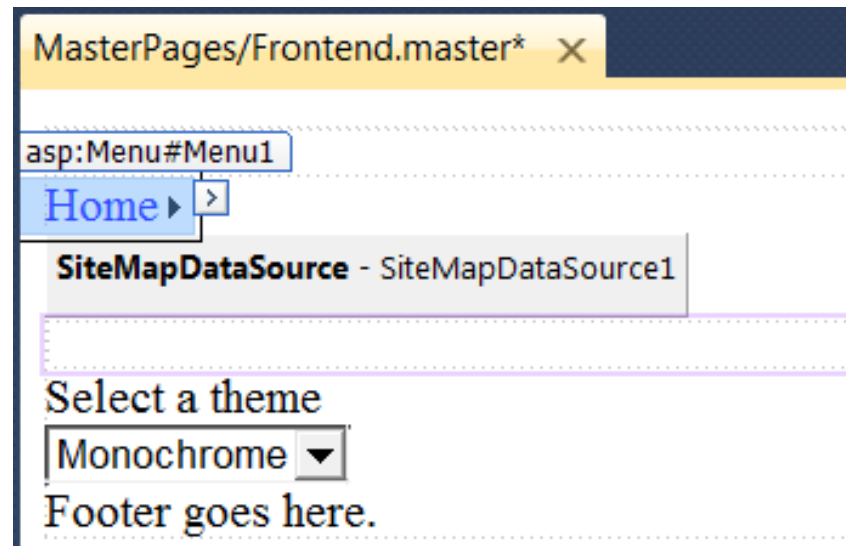 MasterPages/Frontend.master*
asp:Menu#Menu1
Home
SiteMapDataSource - SiteMapDataSource1
Select a theme
Monochrome
Footer goes here.